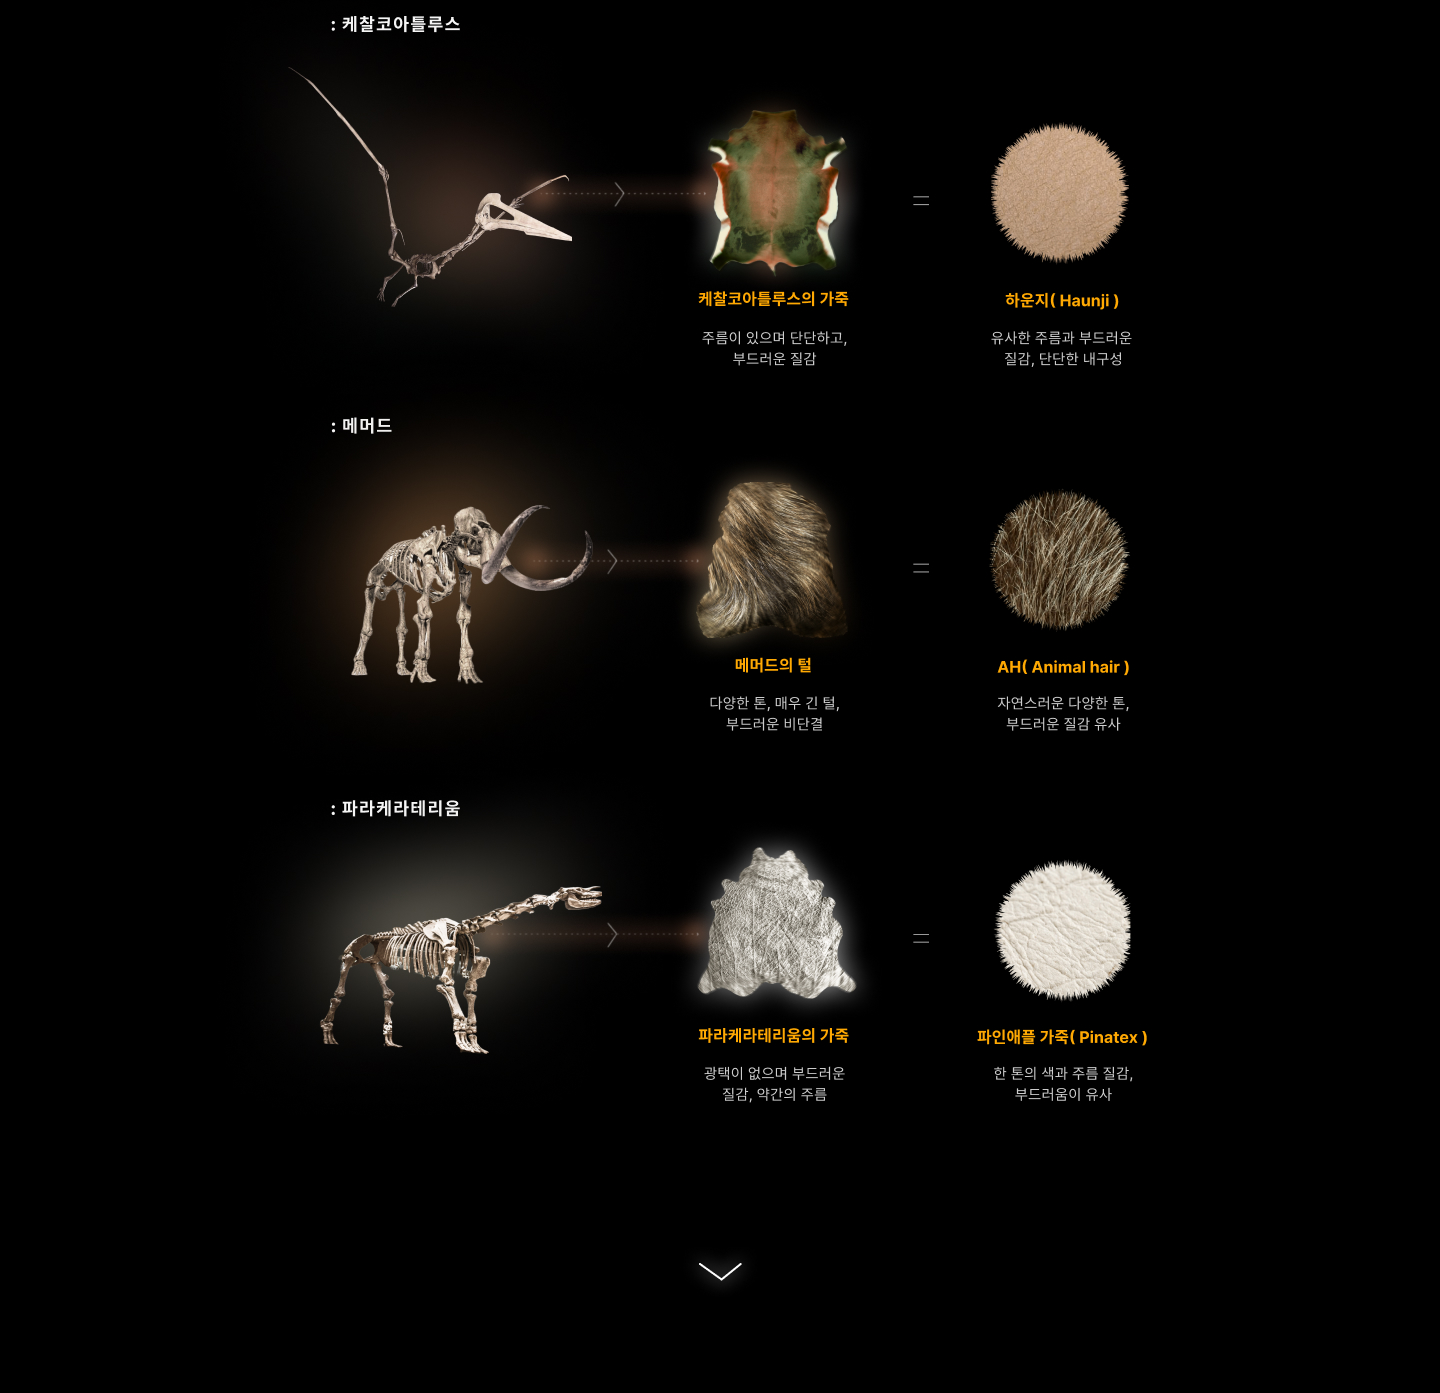 : 케찰코아틀루스
케찰코아틀루스의 가죽
주름이 있으며 단단하고,
부드러운 질감
하운지( Haunji )
유사한 주름과 부드러운
질감, 단단한 내구성
: 메머드
메머드의 털
다양한 톤, 매우 긴 털,
부드러운 비단결
AH( Animal hair )
자연스러운 다양한 톤,
부드러운 질감 유사
: 파라케라테리움
파라케라테리움의 가죽
광택이 없으며 부드러운
질감, 약간의 주름
파인애플 가죽( Pinatex )
한 톤의 색과 주름 질감,
부드러움이 유사